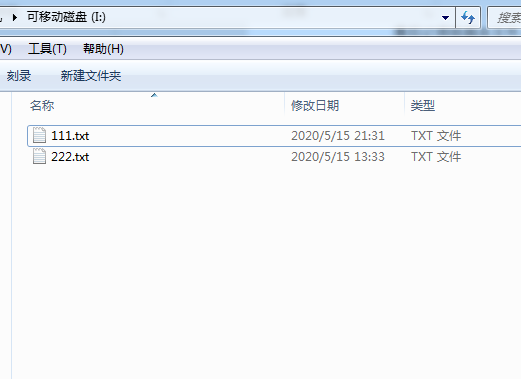 可移动磁盘 (I:) 搜索
V) 工具(T) 帮助(H)
刻录 新建文件夹
名称 修改日期 类型
111.txt 2020/5/15 21:31 TXT 文件
222.txt 2020/5/15 13:33 TXT 文件